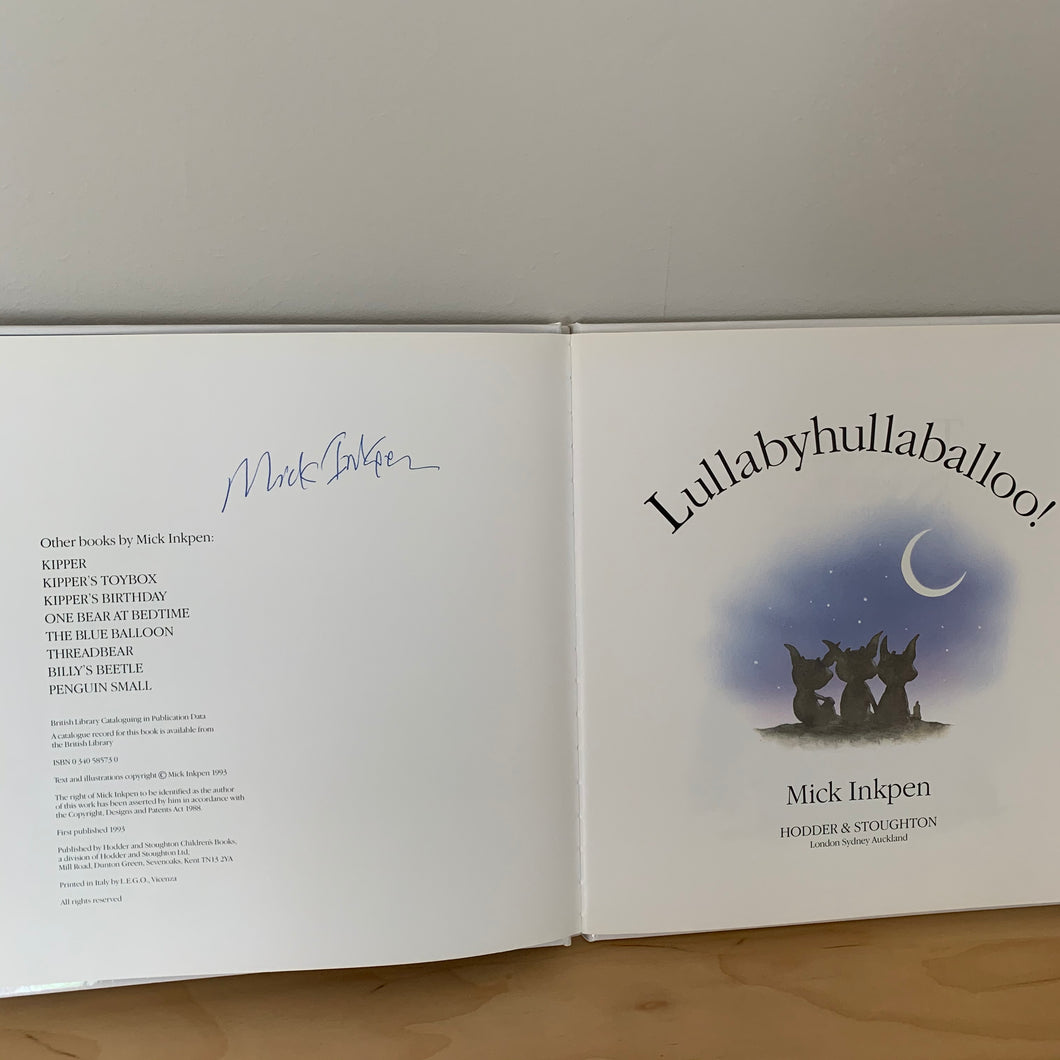 Mick Inkpen
Other books by Mick Inkpen:
KIPPER
KIPPER'S TOYBOX
KIPPER'S BIRTHDAY
ONE BEAR AT BEDTIME
THE BLUE BALLOON
THREADBEAR
BILLY'S BEETLE
PENGUIN SMALL
British Library Cataloguing in Publication Data
A catalogue record for this book is available from
the British Library
ISBN 0 340 58573 0
Text and illustrations copyright © Mick Inkpen 1993
The right of Mick Inkpen to be identified as the author
of this work has been asserted by him in accordance with
the Copyright, Designs and Patents Act 1988.
First published 1993
Published by Hodder and Stoughton Children's Books,
a division of Hodder and Stoughton Ltd,
Mill Road, Dunton Green, Sevenoaks, Kent TN13 2YA
Printed in Italy by L.E.G.O., Vicenza
All rights reserved
Lullabyhullaballoo!
Mick Inkpen
HODDER & STOUGHTON
London Sydney Auckland